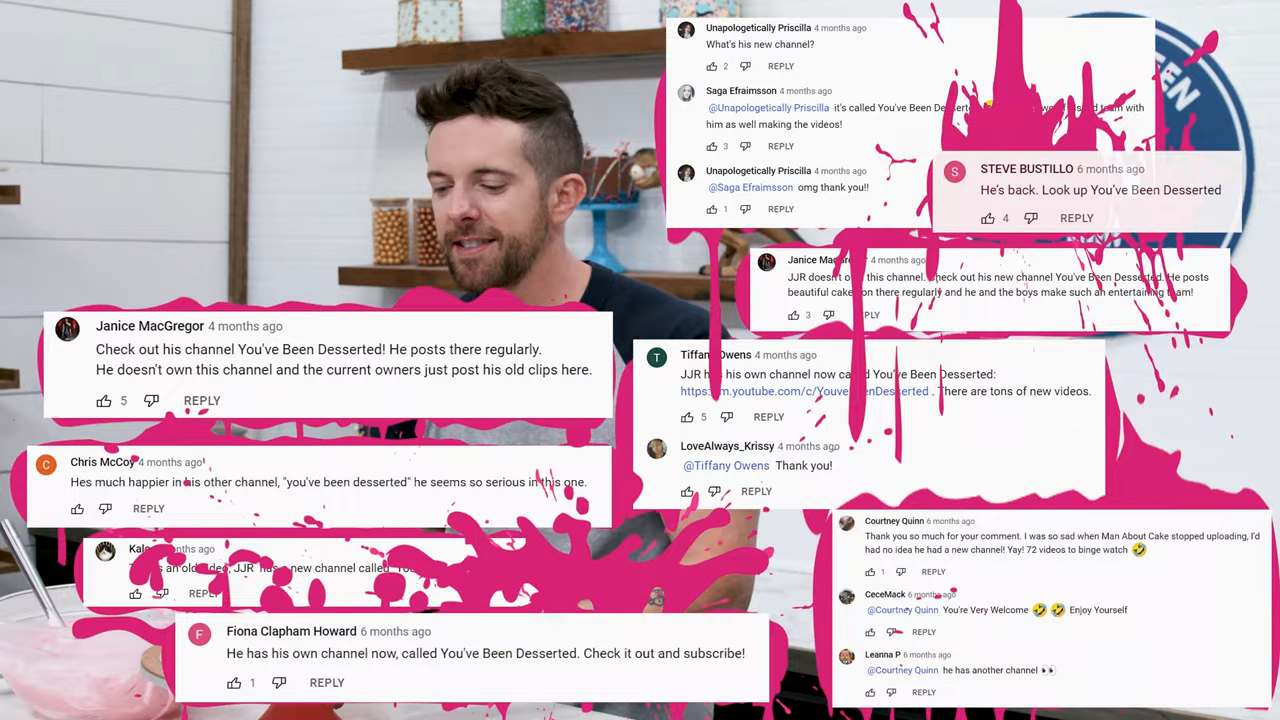 Unapologetically Priscilla 4 months ago
What's his new channel?
2 REPLY
Saga Efraimsson 4 months ago
@Unapologetically Priscilla it's called You've Been Desserted with
him as well making the videos!
3 REPLY
Unapologetically Priscilla 4 months ago
@Saga Efraimsson omg thank you!!
1 REPLY
EN
S STEVE BUSTILLO 6 months ago
He's back. Look up You've Been Desserted
4 REPLY
Janice MacGregor 4 months ago
JJR doesn't own this channel. Check out his new channel You've Been Desserted. He posts
beautiful cakes on there regularly and he and the boys make such an entertaining team!
3 REPLY
Janice MacGregor 4 months ago
Check out his channel You've Been Desserted! He posts there regularly.
He doesn't own this channel and the current owners just post his old clips here.
5 REPLY
T Tiffany Owens 4 months ago
JJR has his own channel now called You've Been Desserted:
https: m.youtube.com/c/YouveBeenDesserted . There are tons of new videos.
5 REPLY
LoveAlways_Krissy 4 months ago
@Tiffany Owens Thank you!
REPLY
C Chris McCoy 4 months ago
Hes much happier in his other channel, "you've been desserted" he seems so serious in this one.
REPLY
months ago
an old video, JJR has a new channel called
REPLY
F Fiona Clapham Howard 6 months ago
He has his own channel now, called You've Been Desserted. Check it out and subscribe!
1 REPLY
Courtney Quinn 6 months ago
Thank you so much for your comment. I was so sad when Man About Cake stopped uploading, I'd
had no idea he had a new channel! Yay! 72 videos to binge watch 🤣
1 REPLY
CeceMack 6 months ago
@Courtney Quinn You're Very Welcome 🤣 🤣 Enjoy Yourself
REPLY
Leanna P 6 months ago
@Courtney Quinn he has another channel 👀
REPLY